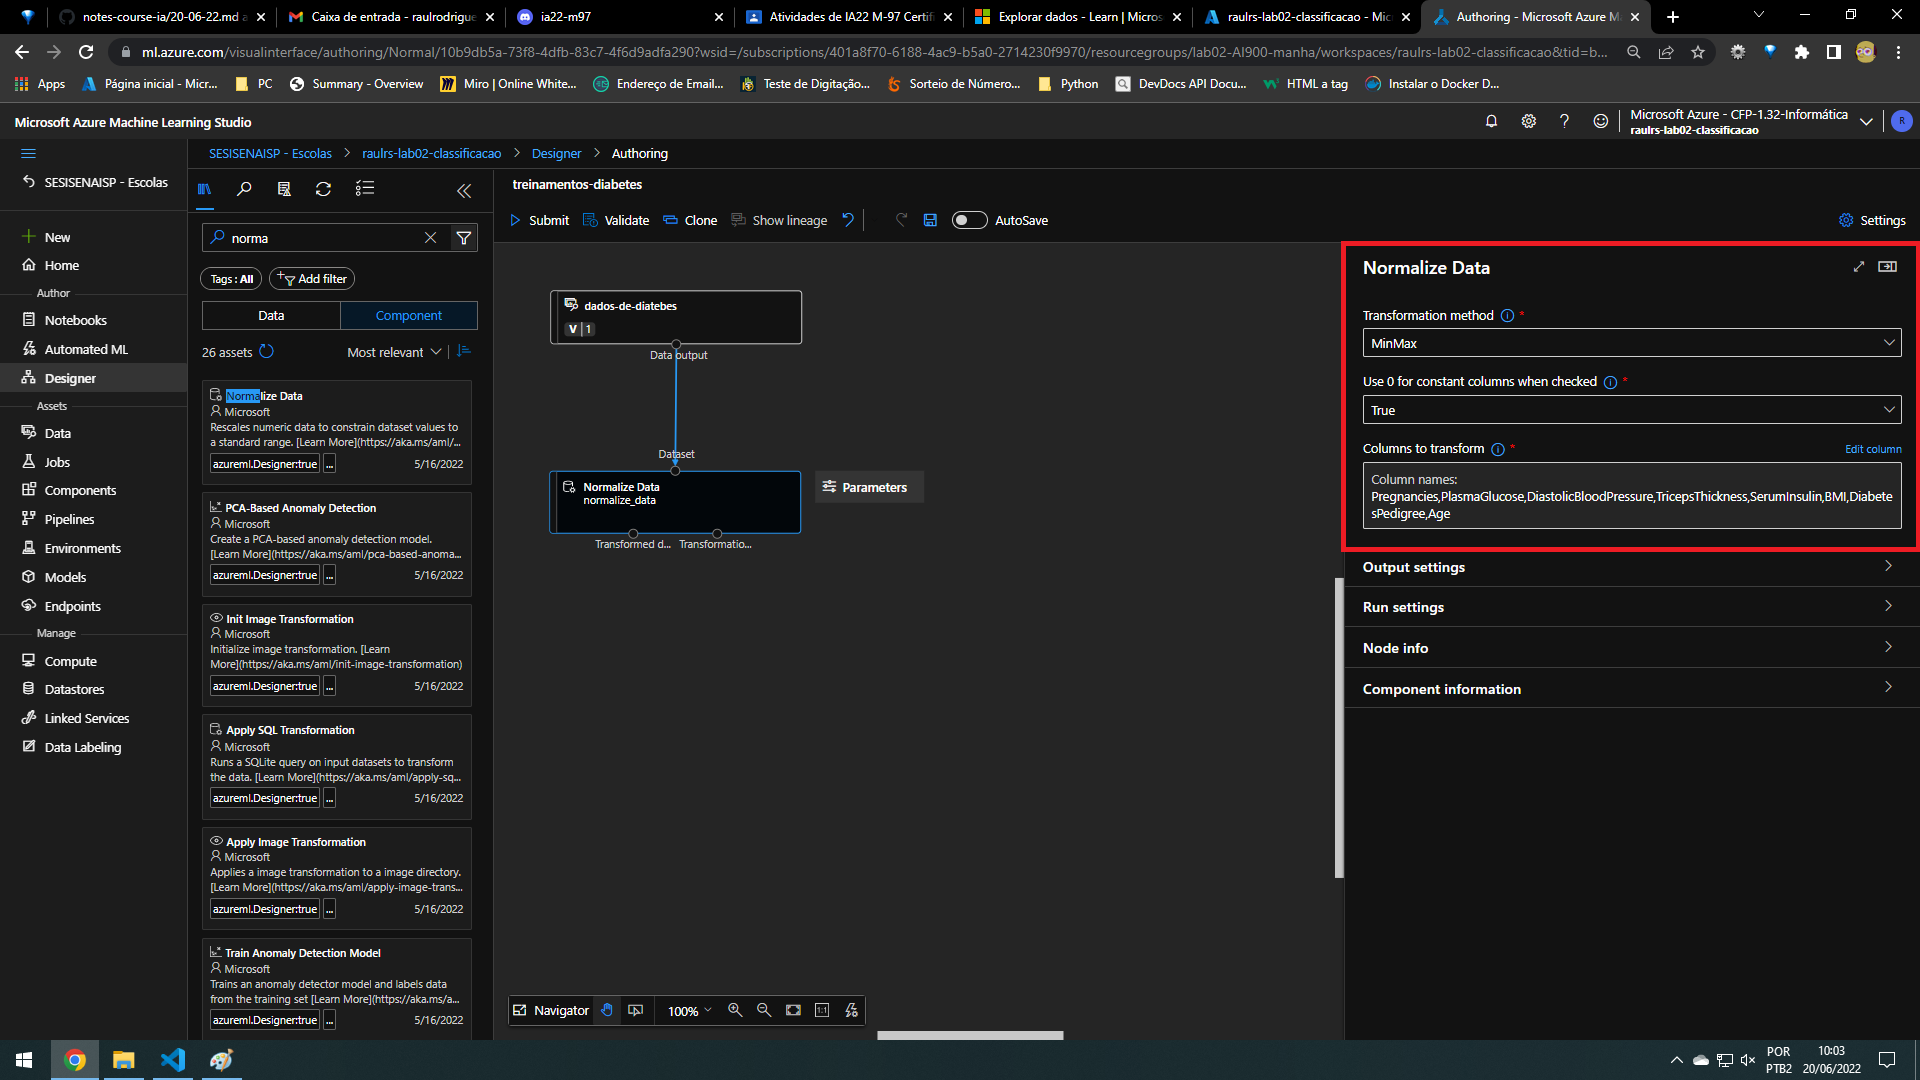 notes-course-ia/20-06-22.md a
Caixa de entrada - raulrodrigue
ia22-m97
Atividades de IA22 M-97 Certifi
Explorar dados - Learn | Micros
raulrs-lab02-classificacao - Mic
Authoring - Microsoft Azure Ma
ml.azure.com/visualinterface/authoring/Normal/10b9db5a-73f8-4dfb-83c7-4f6d9adfa290?wsid=/subscriptions/401a8f70-6188-4ac9-b5a0-2714230f9970/resourcegroups/lab02-AI900-manha/workspaces/raulrs-lab02-classificacao&tid=b...
Apps
Página inicial - Micr...
PC
Summary - Overview
Miro | Online White...
Endereço de Email...
Teste de Digitação...
Sorteio de Número...
Python
DevDocs API Docu...
HTML a tag
Instalar o Docker D...
Microsoft Azure Machine Learning Studio
Microsoft Azure - CFP-1.32-Informática
raulrs-lab02-classificacao
R
SESISENAISP - Escolas
New
Home
Author
Notebooks
Automated ML
Designer
Assets
Data
Jobs
Components
Pipelines
Environments
Models
Endpoints
Manage
Compute
Datastores
Linked Services
Data Labeling
SESISENAISP - Escolas > raulrs-lab02-classificacao > Designer > Authoring
norma
Tags : All
Add filter
Data
Component
26 assets
Most relevant
Normalize Data
Microsoft
Rescales numeric data to constrain dataset values to
a standard range. [Learn More](https://aka.ms/aml/...
azureml.Designer:true ... 5/16/2022
PCA-Based Anomaly Detection
Microsoft
Create a PCA-based anomaly detection model.
[Learn More](https://aka.ms/aml/pca-based-anoma...
azureml.Designer:true ... 5/16/2022
Init Image Transformation
Microsoft
Initialize image transformation. [Learn
More](https://aka.ms/aml/init-image-transformation)
azureml.Designer:true ... 5/16/2022
Apply SQL Transformation
Microsoft
Runs a SQLite query on input datasets to transform
the data. [Learn More](https://aka.ms/aml/apply-sq...
azureml.Designer:true ... 5/16/2022
Apply Image Transformation
Microsoft
Applies a image transformation to a image directory.
[Learn More](https://aka.ms/aml/apply-image-trans...
azureml.Designer:true ... 5/16/2022
Train Anomaly Detection Model
Microsoft
Trains an anomaly detector model and labels data
from the training set [Learn More](https://aka.ms/a...
azureml.Designer:true ... 5/16/2022
treinamentos-diabetes
Submit
Validate
Clone
Show lineage
AutoSave
Settings
dados-de-diatebes
V | 1
Data output
Dataset
Normalize Data
normalize_data
Transformed d...
Transformatio...
Parameters
Navigator
100%
1:1
Normalize Data
Transformation method *
MinMax
Use 0 for constant columns when checked *
True
Columns to transform *
Edit column
Column names:
Pregnancies,PlasmaGlucose,DiastolicBloodPressure,TricepsThickness,SerumInsulin,BMI,Diabete
sPedigree,Age
Output settings
Run settings
Node info
Component information
POR
PTB2
10:03
20/06/2022